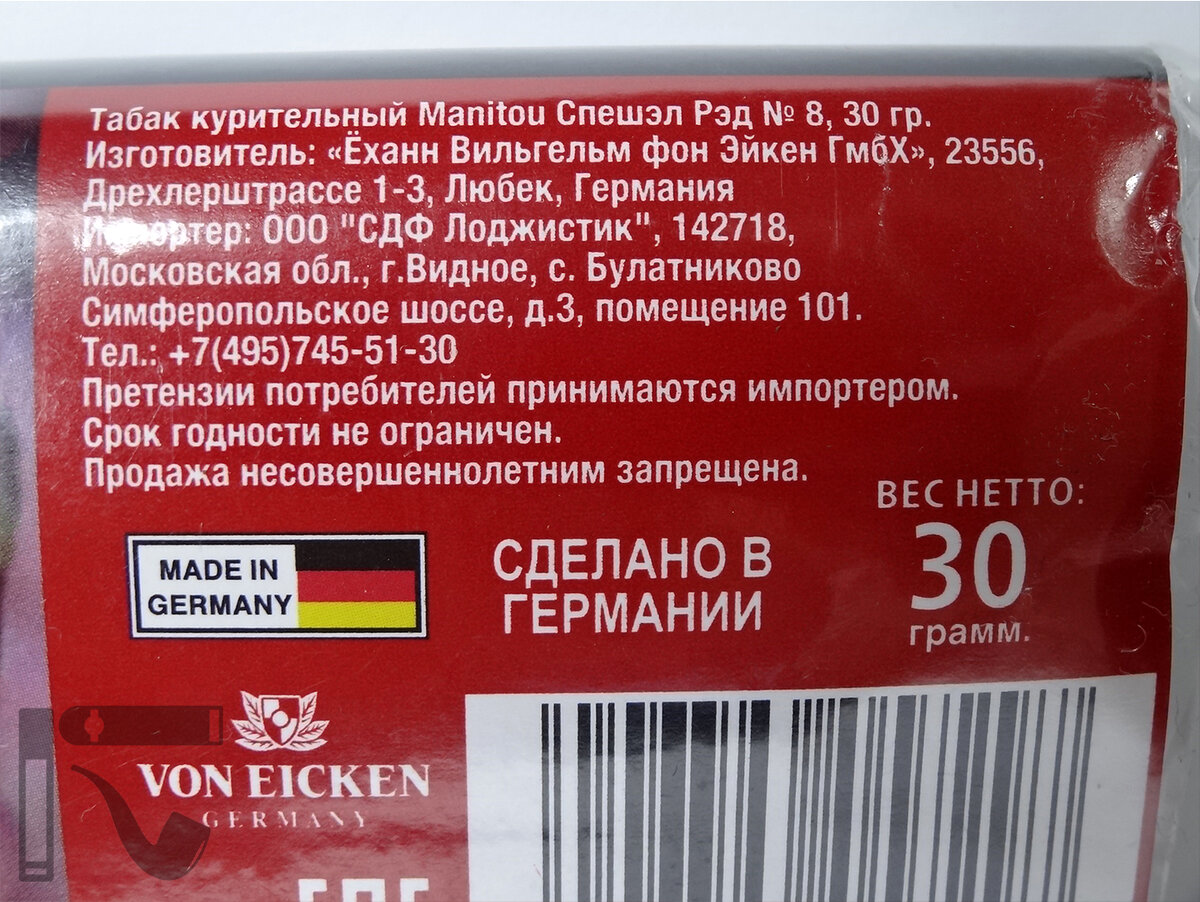 Табак курительный Manitou Спешэл Рэд № 8, 30 гр.
Изготовитель: «Ёханн Вильгельм фон Эйкен ГмбХ», 23556,
Дрехлерштрассе 1-3, Любек, Германия
Импортер: ООО "СДФ Лоджистик", 142718,
Московская обл., г.Видное, с. Булатниково
Симферопольское шоссе, д.3, помещение 101.
Тел.: +7(495)745-51-30
Претензии потребителей принимаются импортером.
Срок годности не ограничен.
Продажа несовершеннолетним запрещена.
ВЕС НЕТТО:
30
грамм.
MADE IN
GERMANY
СДЕЛАНО В
ГЕРМАНИИ
VON EICKEN
GERMANY